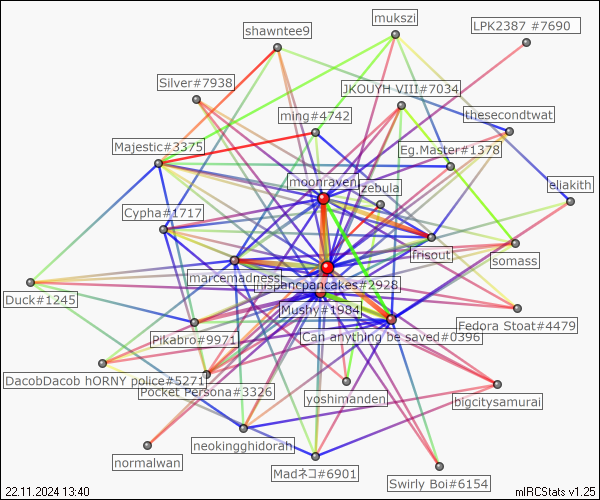 mukszi
LPK2387 #7690
shawntee9
Silver#7938
JKOUYH VIII#7034
ming#4742
thesecondtwat
Majestic#3375
Eg.Master#1378
moonraven
zebula
eliakith
Cypha#1717
frisout
somass
marcemadness
pancakes#2928
Duck#1245
Mushy#1984
Fedora Stoat#4479
Pikabro#9971
Can anything be saved#0396
DacobDacob hORNY police#5271
Pocket Persona#3326
yoshimanden
bigcitysamurai
neokingghidorah
normalwan
Madネコ#6901
Swirly Boi#6154
22.11.2024 13:40
mIRCStats v1.25